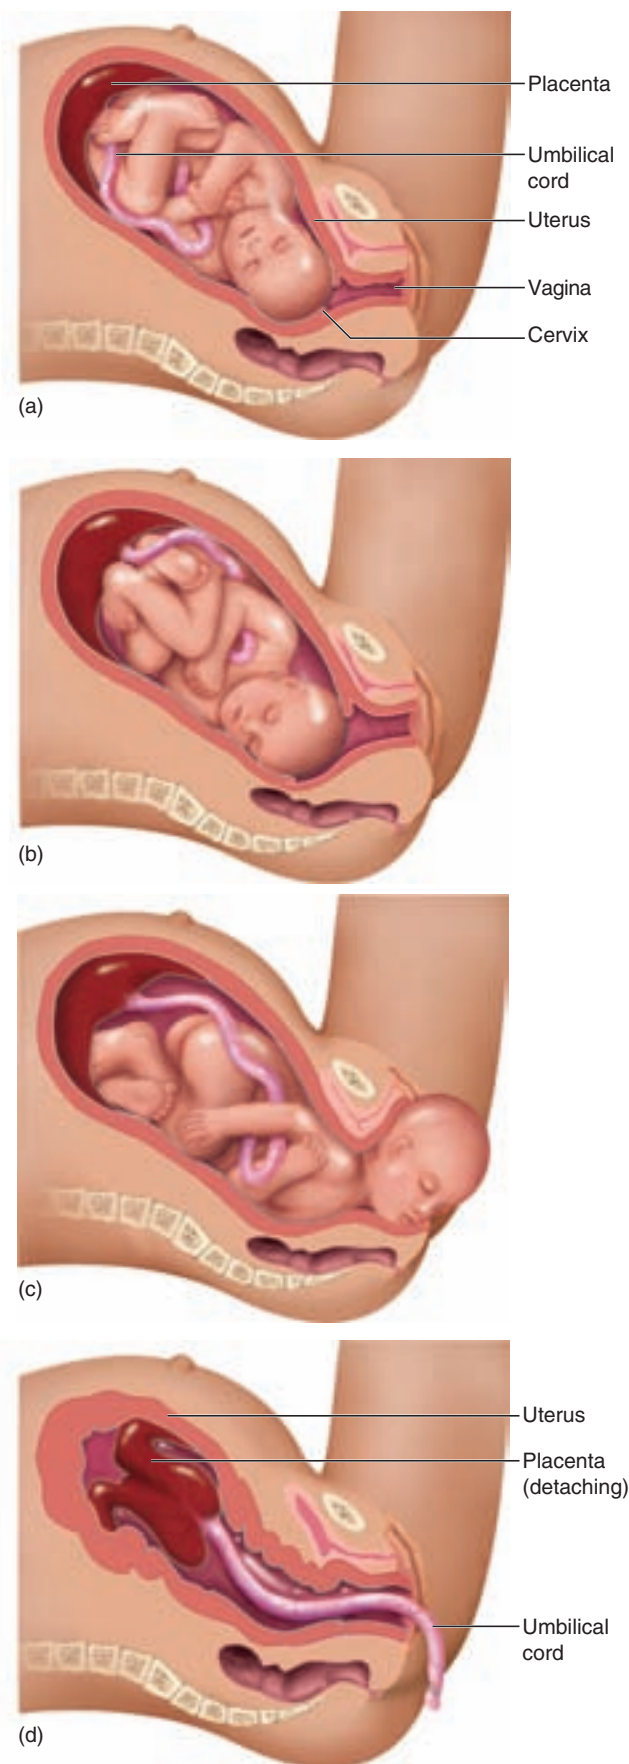 Placenta
Umbilical
cord
Uterus
Vagina
Cervix
(a)
(b)
(c)
Uterus
Placenta
(detaching)
Umbilical
cord
(d)